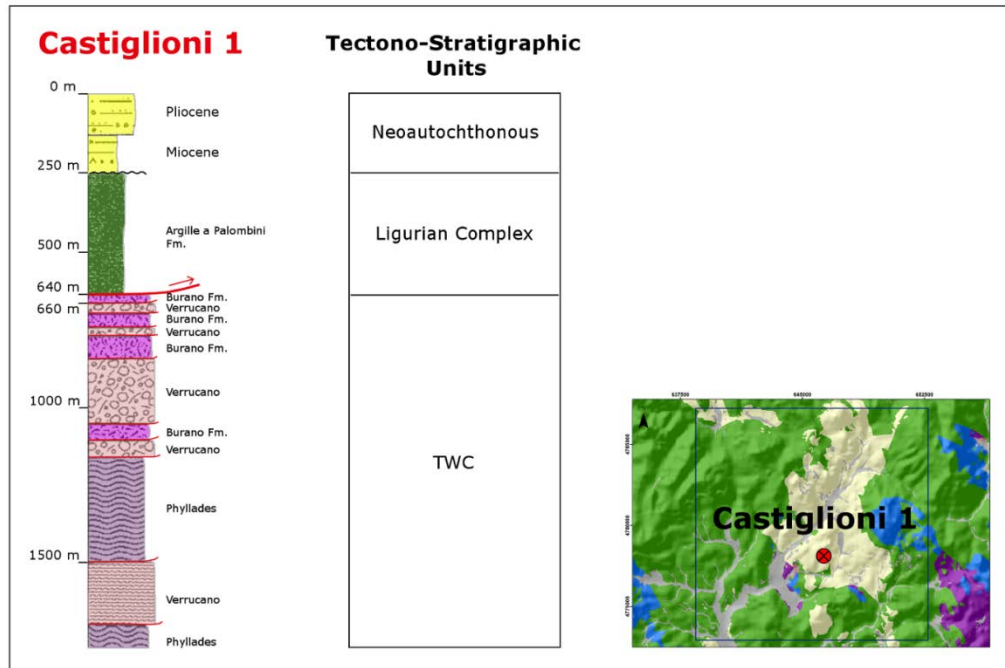 Castiglioni 1
Tectono-Stratigraphic
Units
0 m
Pliocene
Miocene
250 m
Argille a Palombini
Fm.
500 m
640 m
660 m
Burano Fm.
Verrucano
Burano Fm.
Verrucano
Burano Fm.
Verrucano
1000 m
Burano Fm.
Verrucano
Phyllades
1500 m
Verrucano
Phyllades
Neoautochthonous
Ligurian Complex
TWC
645000
4780000
Castiglioni 1